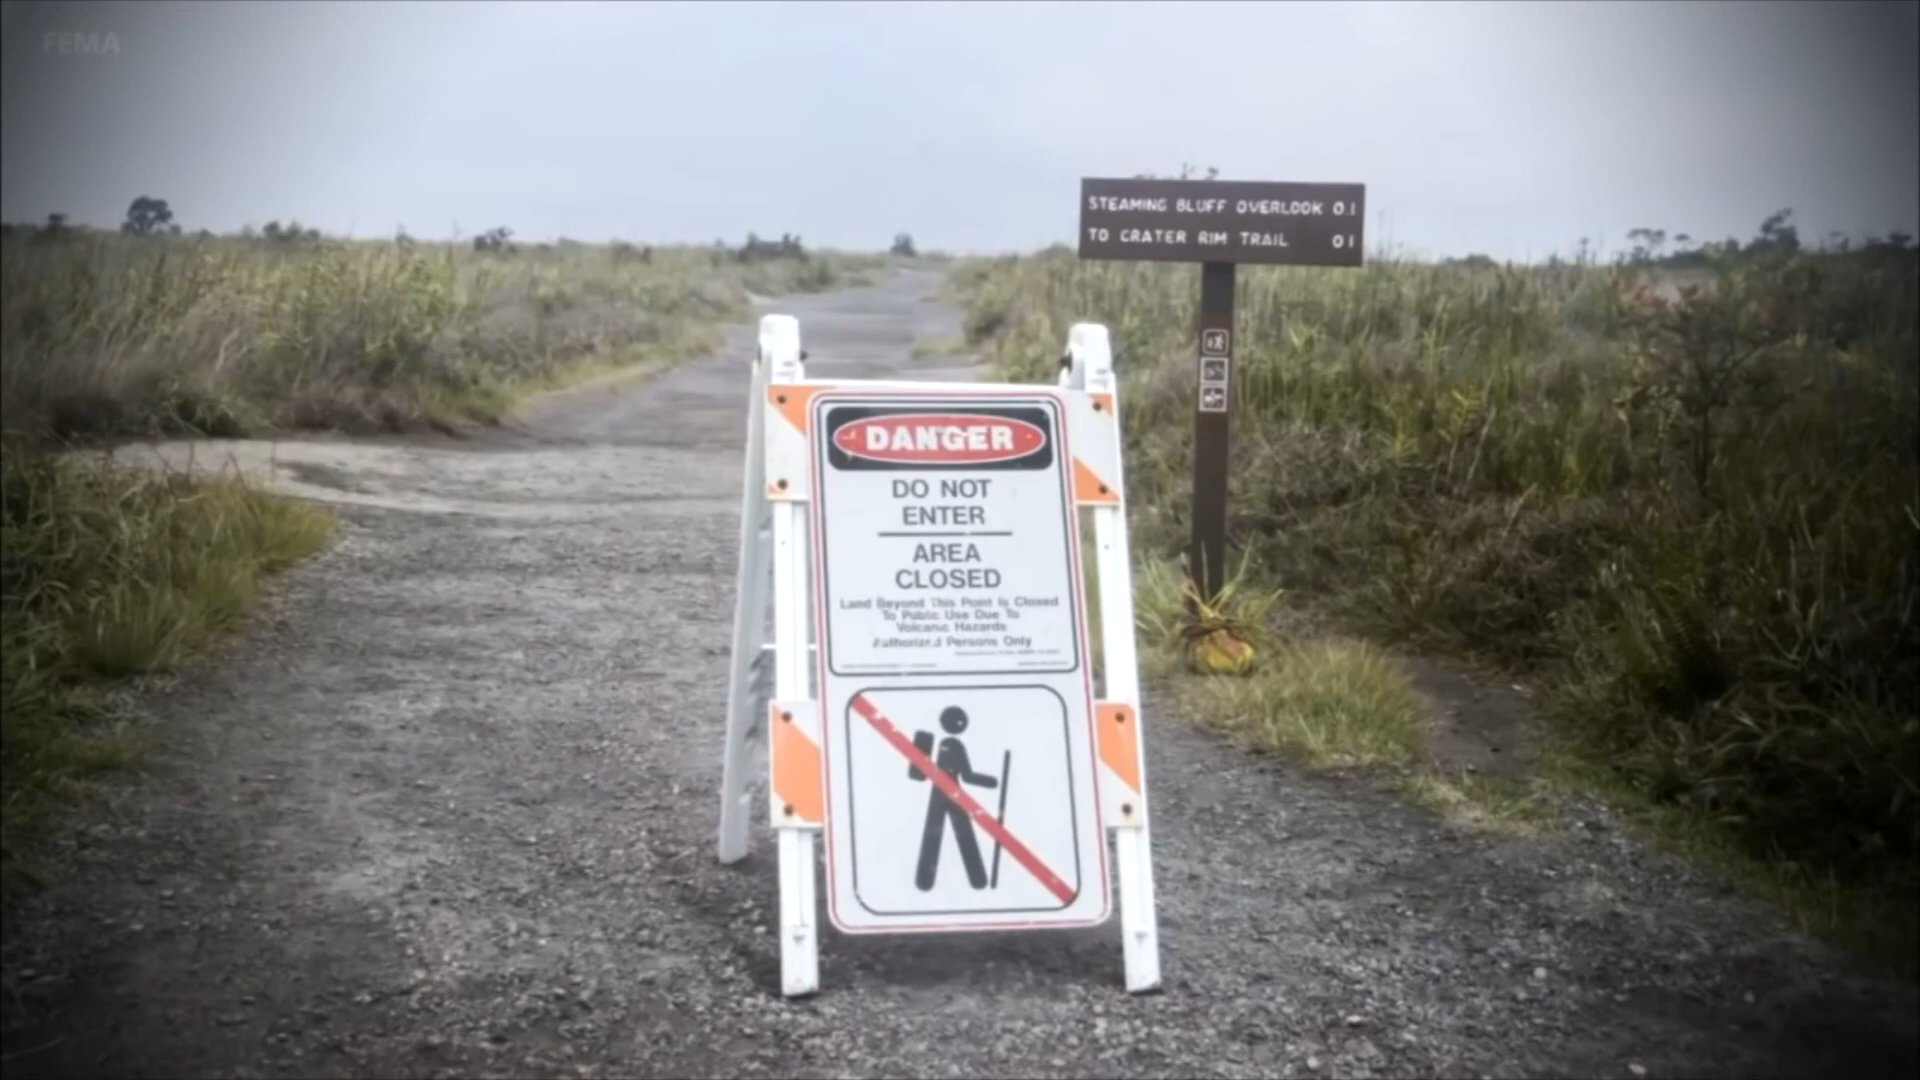 FEMA
STEAMING BLUFF OVERLOOK 0.1
TO CRATER RIM TRAIL 0 1
DANGER
DO NOT
ENTER
AREA
CLOSED
Land Beyond This Point Is Closed
To Public Use Due To
Volcanic Hazards
Authorized Persons Only